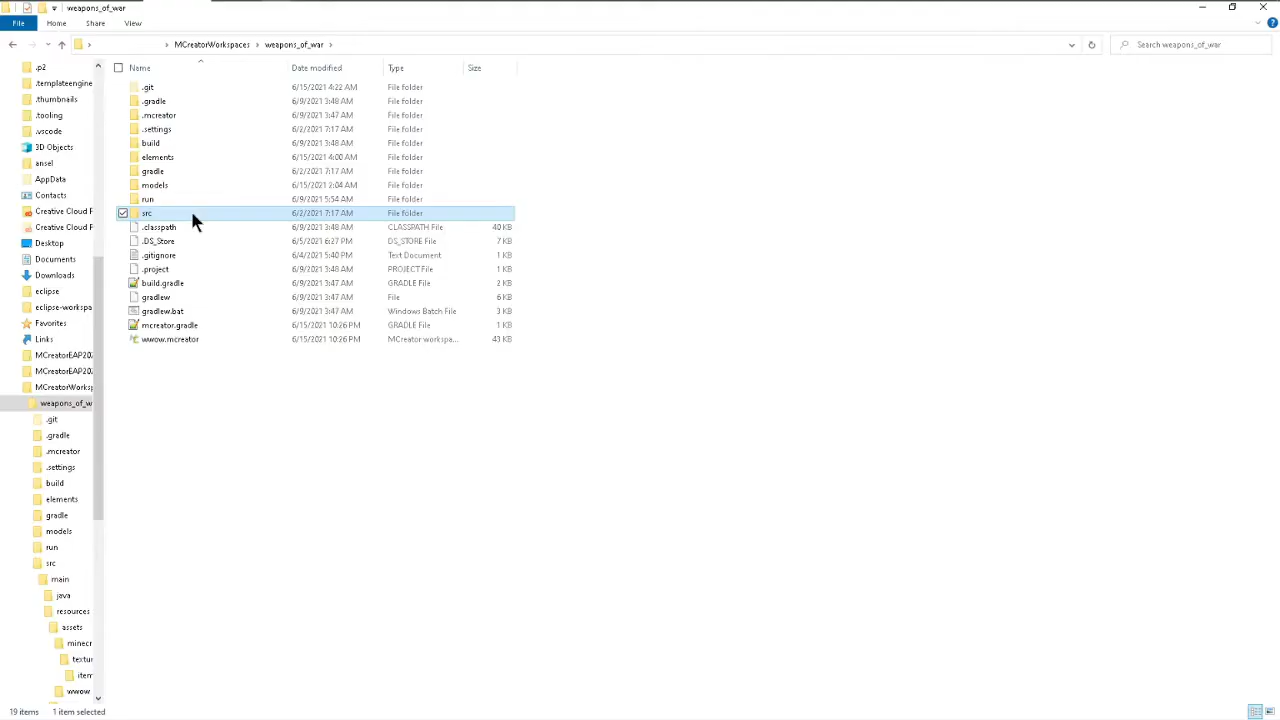 weapons_of_war
File Home Share View
MCreatorWorkspaces weapons_of_war
Search weapons_of_war
Name Date modified Type Size
.git 6/15/2021 4:22 AM File folder
.gradle 6/9/2021 3:48 AM File folder
.mcreator 6/9/2021 3:47 AM File folder
.settings 6/2/2021 7:17 AM File folder
build 6/9/2021 3:48 AM File folder
elements 6/15/2021 4:00 AM File folder
gradle 6/2/2021 7:17 AM File folder
models 6/15/2021 2:04 AM File folder
run 6/9/2021 5:54 AM File folder
src 6/2/2021 7:17 AM File folder
.classpath 6/9/2021 3:48 AM CLASSPATH File 40 KB
.DS_Store 6/5/2021 6:27 PM DS_STORE File 7 KB
.gitignore 6/4/2021 5:40 PM Text Document 1 KB
.project 6/9/2021 3:48 AM PROJECT File 1 KB
build.gradle 6/9/2021 3:47 AM GRADLE File 2 KB
gradlew 6/9/2021 3:47 AM File 6 KB
gradlew.bat 6/9/2021 3:47 AM Windows Batch File 3 KB
mcreator.gradle 6/15/2021 10:26 PM GRADLE File 1 KB
wwow.mcreator 6/15/2021 10:26 PM MCreator workspa... 43 KB
.p2
.templateengine
.thumbnails
.tooling
.vscode
3D Objects
ansel
AppData
Contacts
Creative Cloud F
Creative Cloud F
Desktop
Documents
Downloads
eclipse
eclipse-workspa
Favorites
Links
MCreatorEAP20
MCreatorEAP20
MCreatorWorksp
weapons_of_w
.git
.gradle
.mcreator
.settings
build
elements
gradle
models
run
src
main
java
resources
assets
minecr
textu
item
wwow
19 items 1 item selected